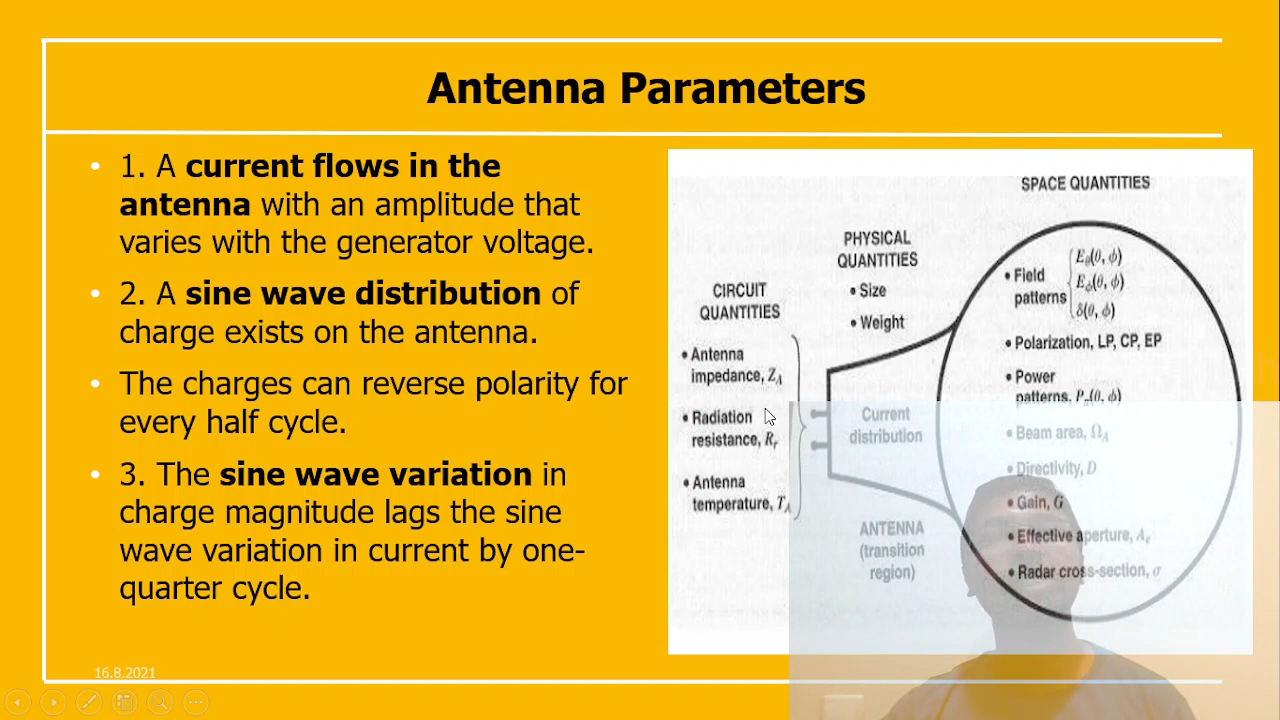 Antenna Parameters
• 1. A current flows in the
antenna with an amplitude that
varies with the generator voltage.
• 2. A sine wave distribution of
charge exists on the antenna.
• The charges can reverse polarity for
every half cycle.
• 3. The sine wave variation in
charge magnitude lags the sine
wave variation in current by one-
quarter cycle.
16.8.2021
CIRCUIT
QUANTITIES
• Antenna
impedance, Z_A
• Radiation
resistance, R_r
• Antenna
temperature, T_A
PHYSICAL
QUANTITIES
• Size
• Weight
Current
distribution
ANTENNA
(transition
region)
SPACE QUANTITIES
• Field
patterns
E_θ(θ, ϕ)
E_ϕ(θ, ϕ)
δ(θ, ϕ)
• Polarization, LP, CP, EP
• Power
patterns, P_n(θ, ϕ)
• Beam area, Ω_A
• Directivity, D
• Gain, G
• Effective aperture, A_e
• Radar cross-section, σ